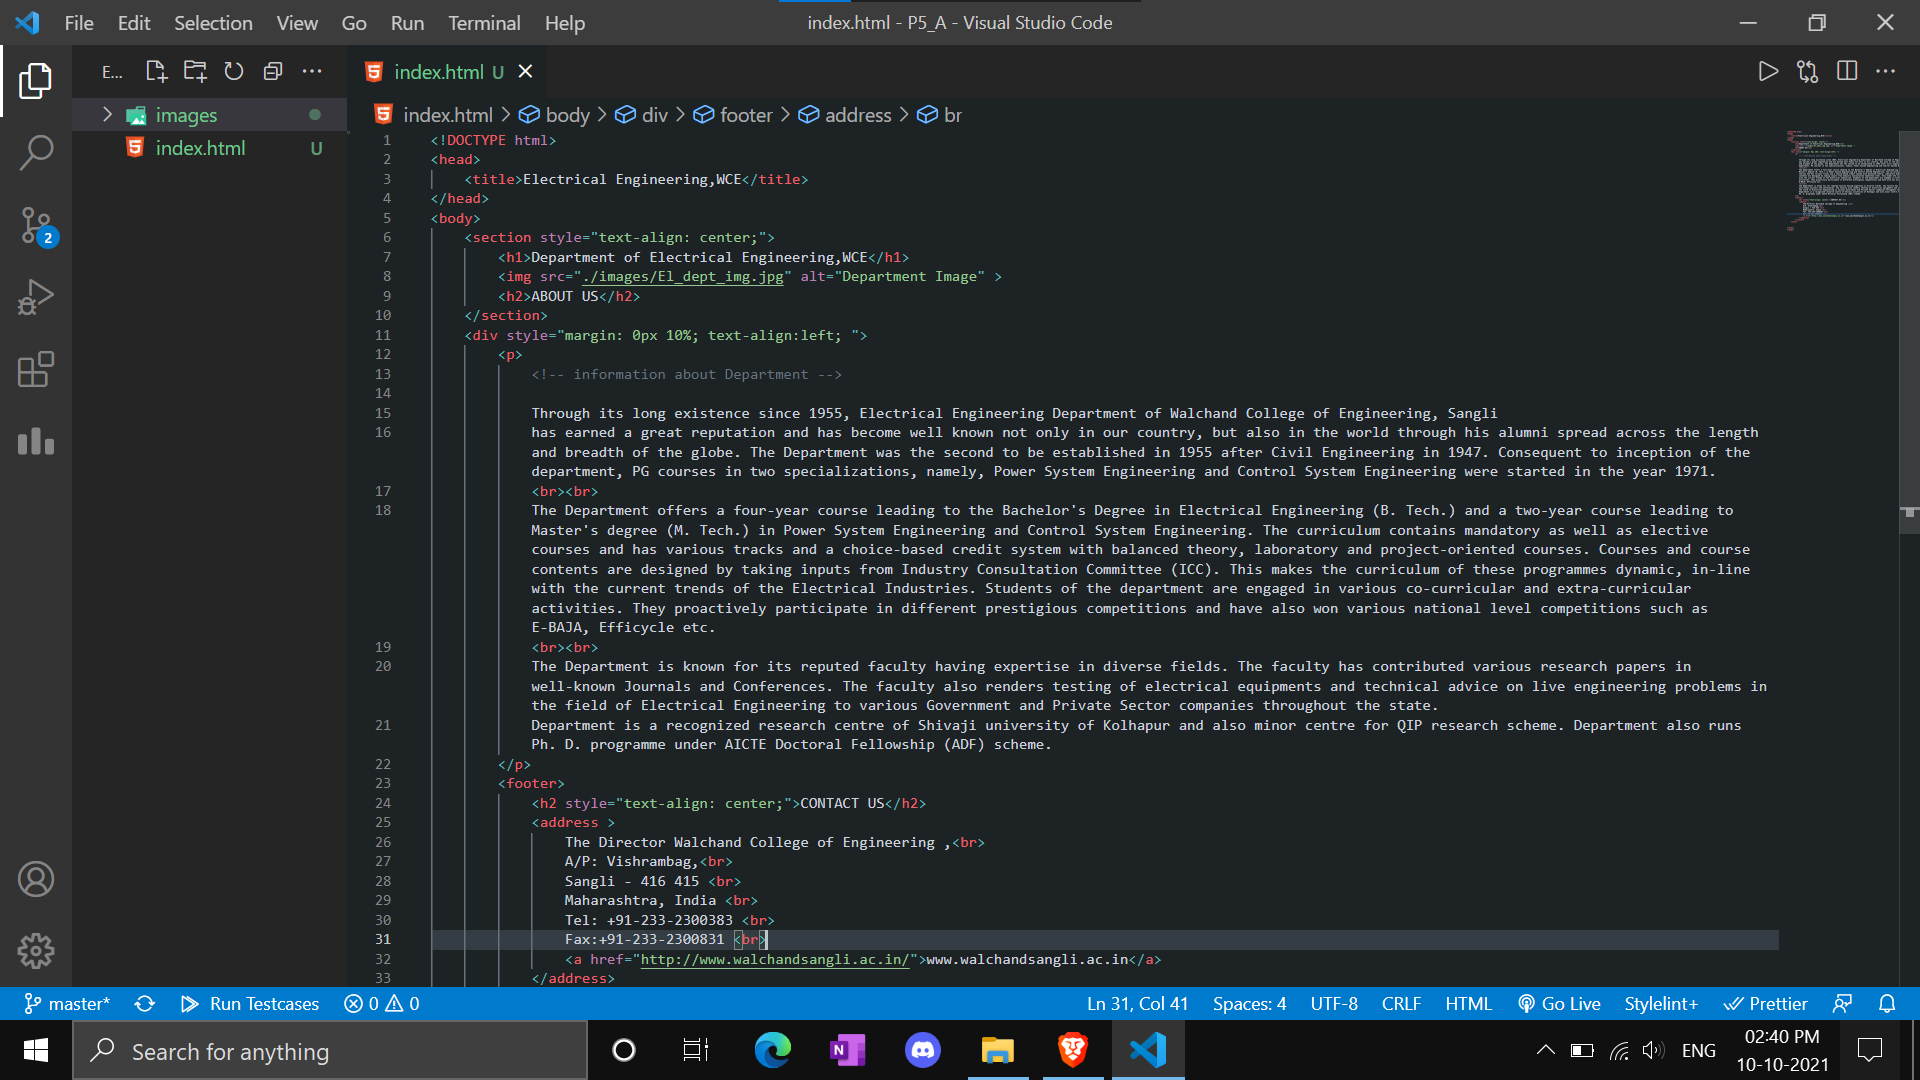 File Edit Selection View Go Run Terminal Help
index.html - P5_A - Visual Studio Code
E...
index.html U
images
index.html U
2
index.html > body > div > footer > address > br
1 <!DOCTYPE html>
2 <head>
3 <title>Electrical Engineering,WCE</title>
4 </head>
5 <body>
6 <section style="text-align: center;">
7 <h1>Department of Electrical Engineering,WCE</h1>
8 <img src="./images/El_dept_img.jpg" alt="Department Image" >
9 <h2>ABOUT US</h2>
10 </section>
11 <div style="margin: 0px 10%; text-align:left; ">
12 <p>
13 <!-- information about Department -->
14
15 Through its long existence since 1955, Electrical Engineering Department of Walchand College of Engineering, Sangli
16 has earned a great reputation and has become well known not only in our country, but also in the world through his alumni spread across the length
and breadth of the globe. The Department was the second to be established in 1955 after Civil Engineering in 1947. Consequent to inception of the
department, PG courses in two specializations, namely, Power System Engineering and Control System Engineering were started in the year 1971.
17 <br><br>
18 The Department offers a four-year course leading to the Bachelor's Degree in Electrical Engineering (B. Tech.) and a two-year course leading to
Master's degree (M. Tech.) in Power System Engineering and Control System Engineering. The curriculum contains mandatory as well as elective
courses and has various tracks and a choice-based credit system with balanced theory, laboratory and project-oriented courses. Courses and course
contents are designed by taking inputs from Industry Consultation Committee (ICC). This makes the curriculum of these programmes dynamic, in-line
with the current trends of the Electrical Industries. Students of the department are engaged in various co-curricular and extra-curricular
activities. They proactively participate in different prestigious competitions and have also won various national level competitions such as
E-BAJA, Efficycle etc.
19 <br><br>
20 The Department is known for its reputed faculty having expertise in diverse fields. The faculty has contributed various research papers in
well-known Journals and Conferences. The faculty also renders testing of electrical equipments and technical advice on live engineering problems in
the field of Electrical Engineering to various Government and Private Sector companies throughout the state.
21 Department is a recognized research centre of Shivaji university of Kolhapur and also minor centre for QIP research scheme. Department also runs
Ph. D. programme under AICTE Doctoral Fellowship (ADF) scheme.
22 </p>
23 <footer>
24 <h2 style="text-align: center;">CONTACT US</h2>
25 <address >
26 The Director Walchand College of Engineering ,<br>
27 A/P: Vishrambag,<br>
28 Sangli - 416 415 <br>
29 Maharashtra, India <br>
30 Tel: +91-233-2300383 <br>
31 Fax:+91-233-2300831 <br>
32 <a href="http://www.walchandsangli.ac.in/">www.walchandsangli.ac.in</a>
33 </address>
master* Run Testcases 0 0 Ln 31, Col 41 Spaces: 4 UTF-8 CRLF HTML Go Live Stylelint+ Prettier
Search for anything
N
ENG
02:40 PM
10-10-2021